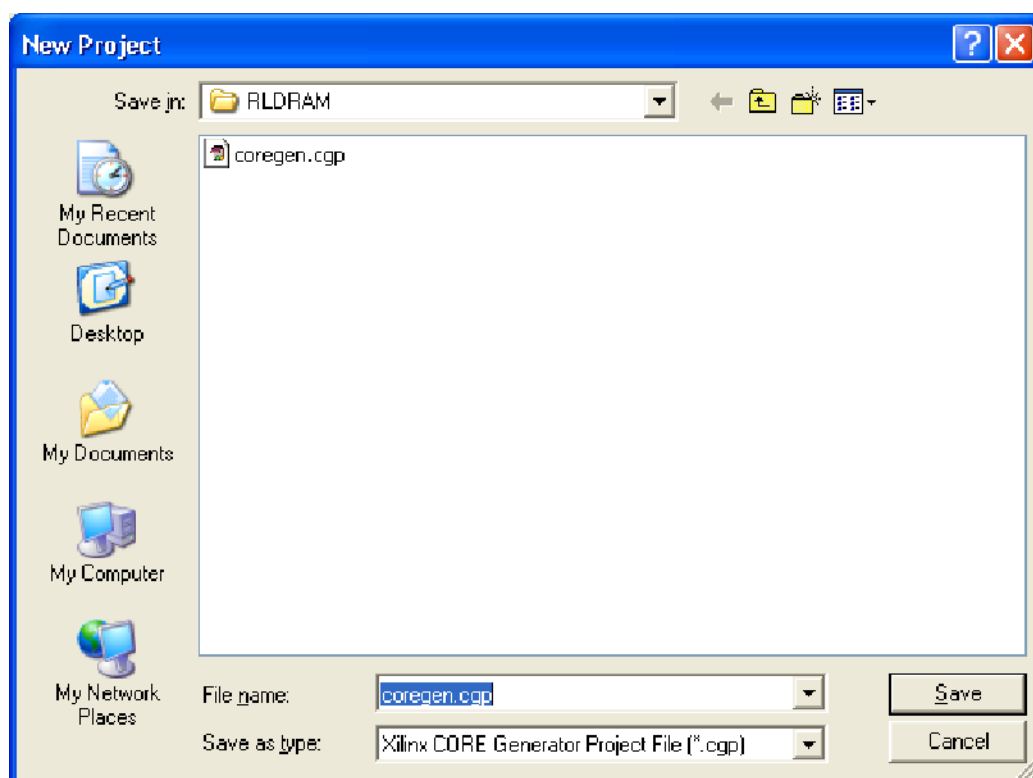 New Project
Save in: RLDRAM
coregen.cgp
My Recent
Documents
Desktop
My Documents
My Computer
My Network
Places
File name: coregen.cgp Save
Save as type: Xilinx CORE Generator Project File (*.cgp) Cancel